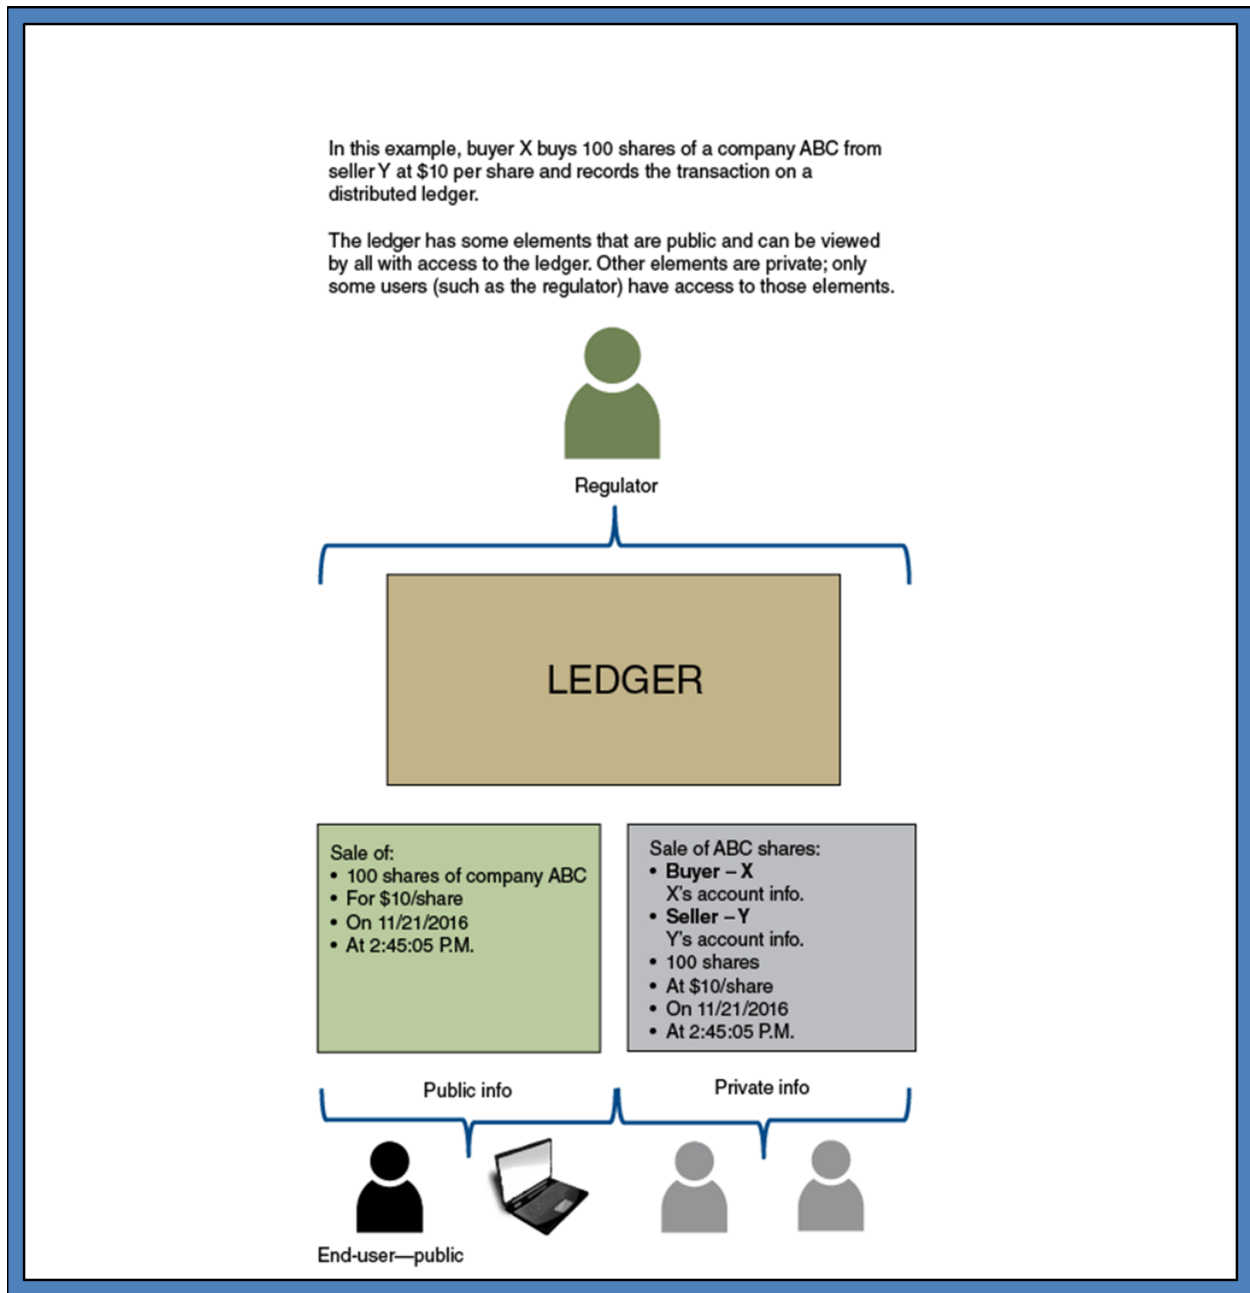 In this example, buyer X buys 100 shares of a company ABC from
seller Y at $10 per share and records the transaction on a
distributed ledger.
The ledger has some elements that are public and can be viewed
by all with access to the ledger. Other elements are private; only
some users (such as the regulator) have access to those elements.
Regulator
LEDGER
Sale of:
• 100 shares of company ABC
• For $10/share
• On 11/21/2016
• At 2:45:05 P.M.
Sale of ABC shares:
• Buyer – X
X's account info.
• Seller – Y
Y's account info.
• 100 shares
• At $10/share
• On 11/21/2016
• At 2:45:05 P.M.
Public info
Private info
End-user—public